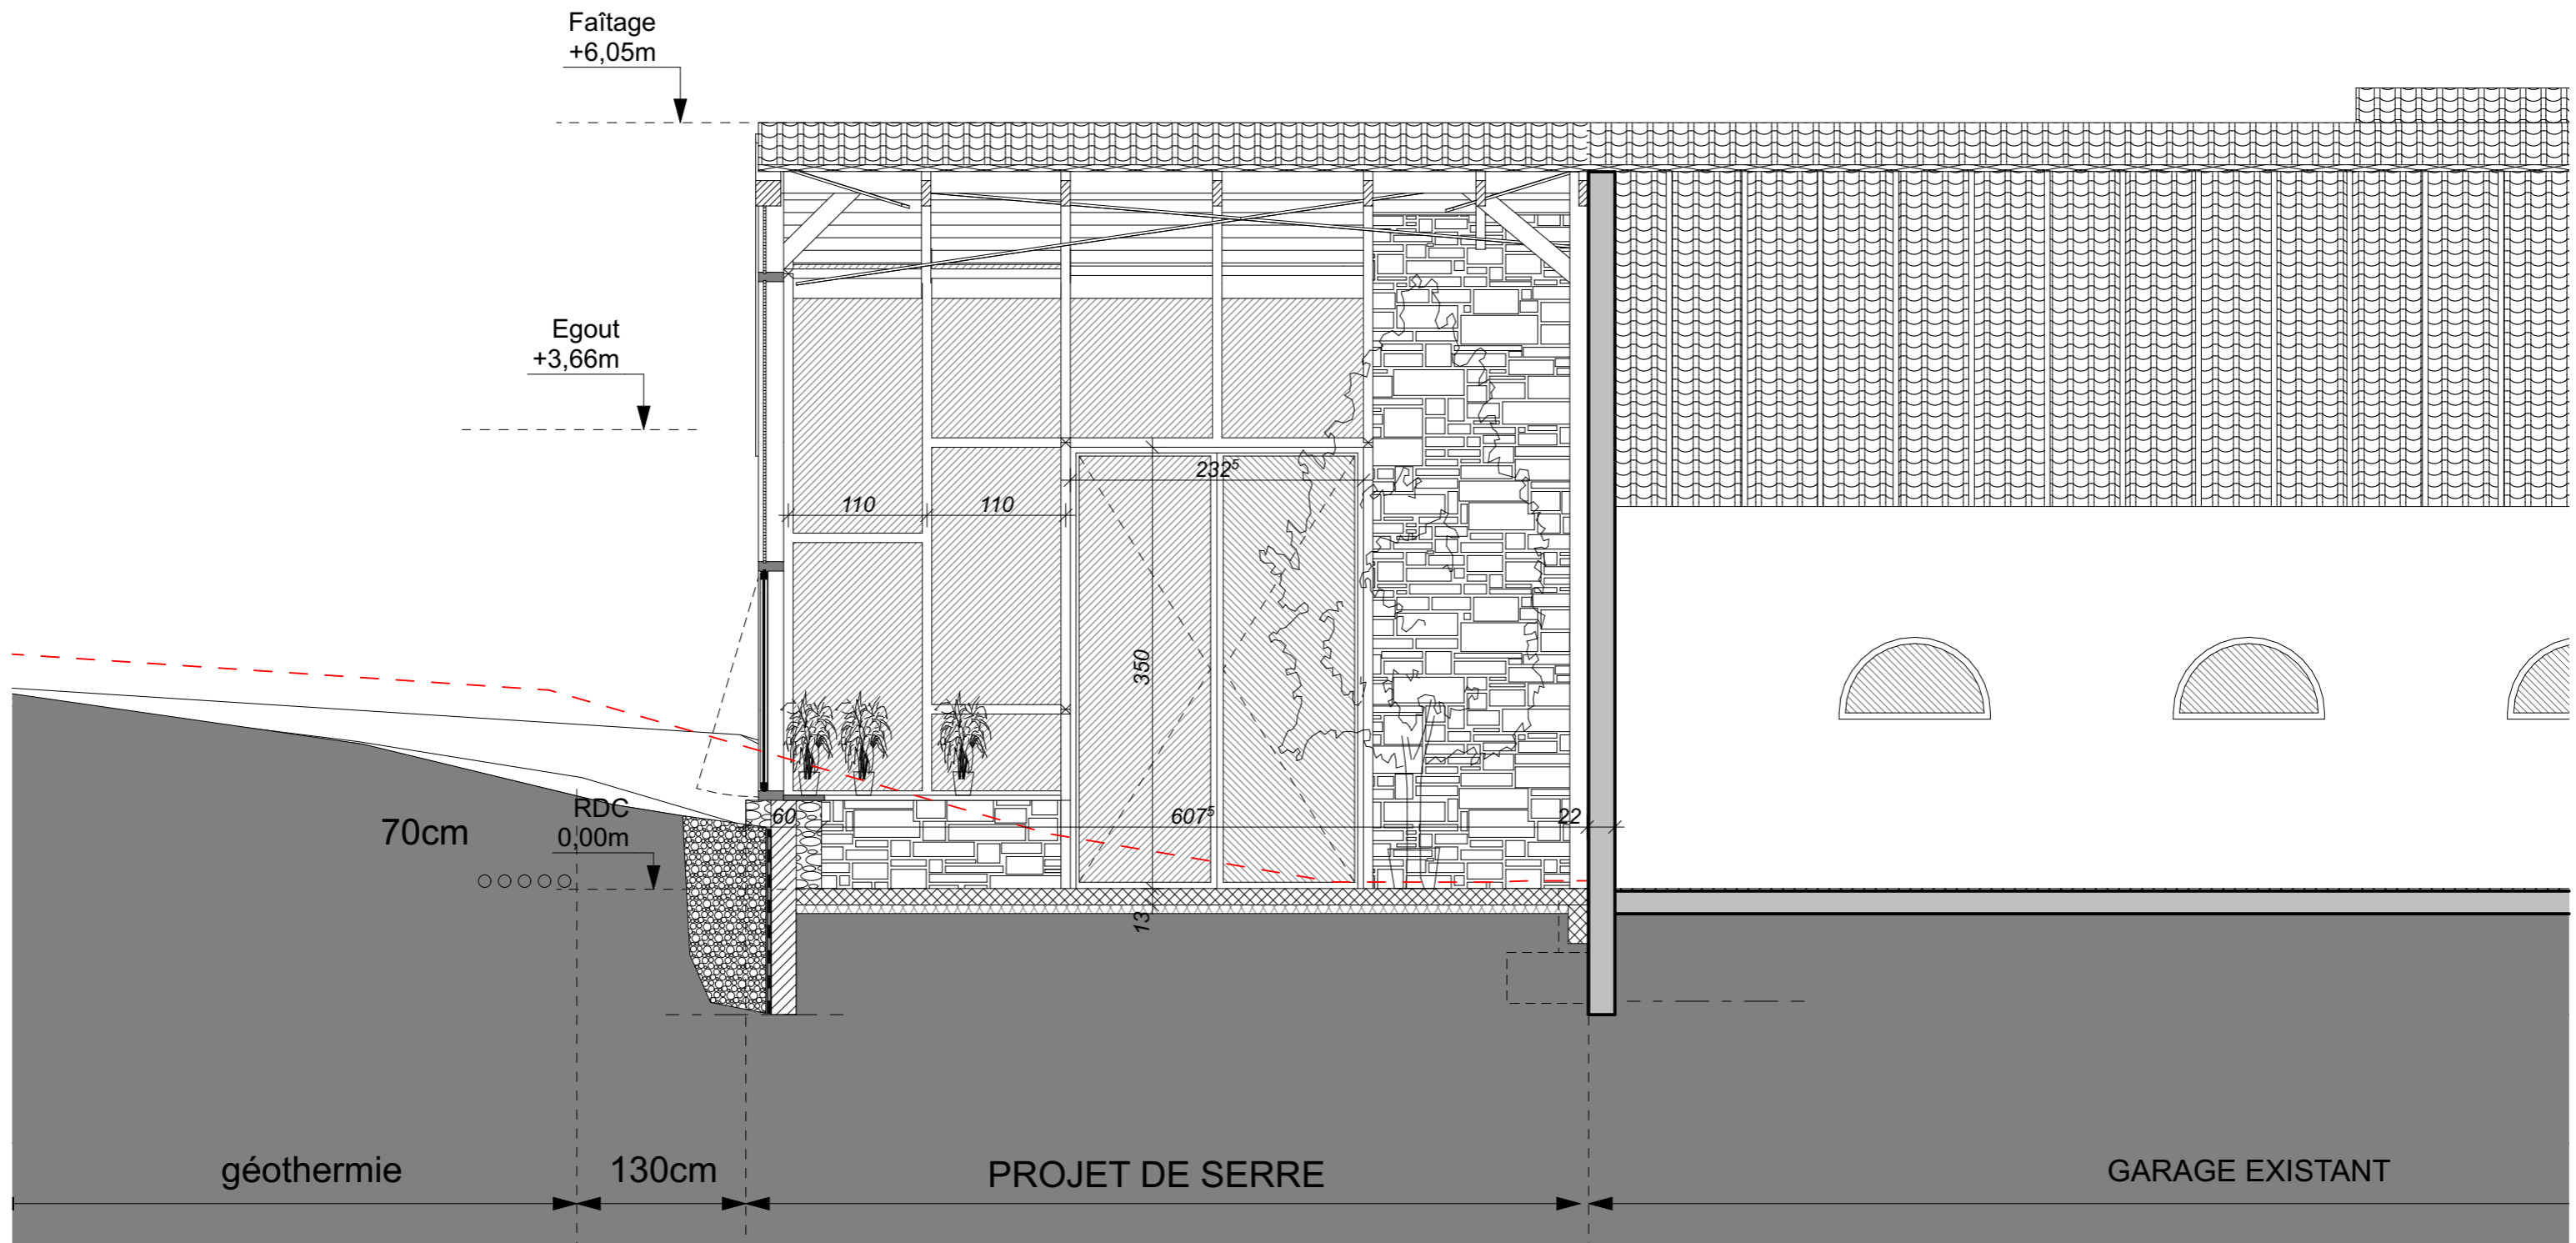 Faîtage
+6,05m
Egout
+3,66m
232⁵
110
110
350
70cm
RDC
0,00m
60
607⁵
22
13
géothermie
130cm
PROJET DE SERRE
GARAGE EXISTANT